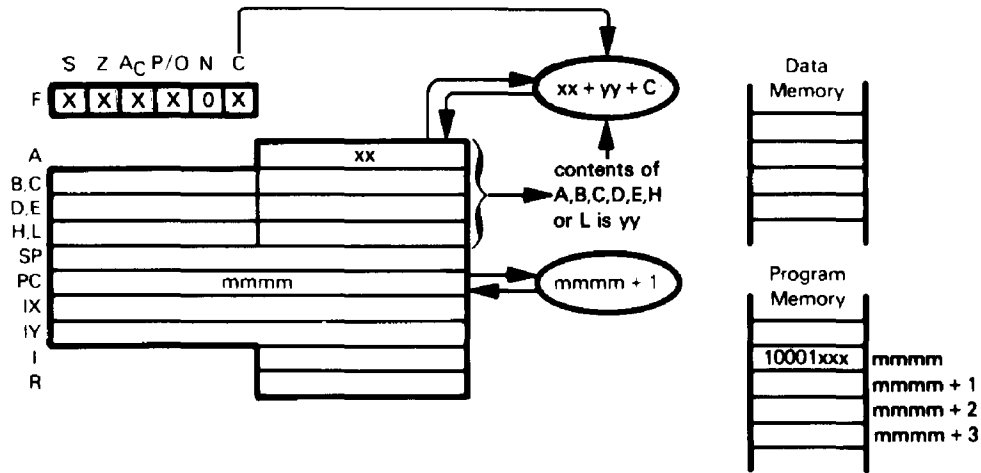 S Z AC P/O N C
F X X X X 0 X
xx + yy + C
Data
Memory
A xx
B,C
D,E
H,L
SP
PC mmmm
IX
IY
I
R
contents of
A,B,C,D,E,H
or L is yy
mmmm + 1
Program
Memory
10001xxx mmmm
mmmm + 1
mmmm + 2
mmmm + 3